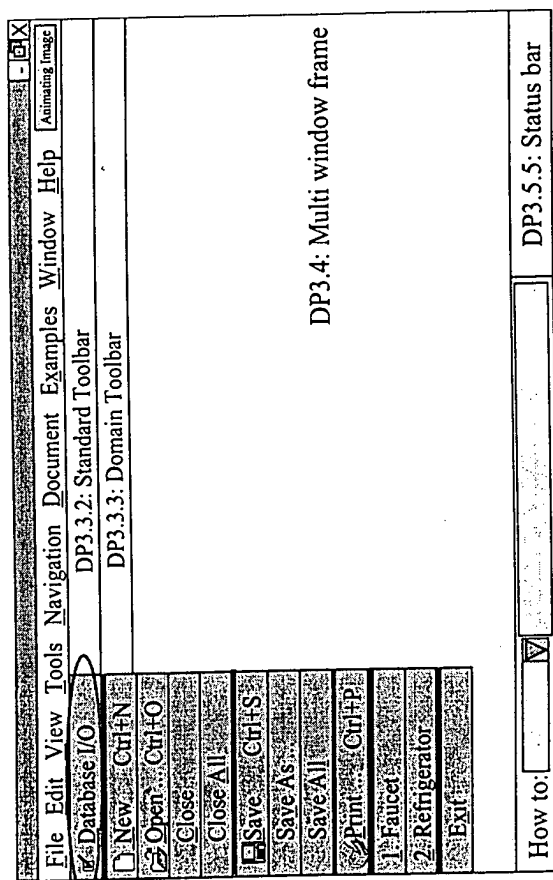 File Edit View Tools Navigation Document Examples Window Help Animating Image
Database I/O
DP3.3.2: Standard Toolbar
New Ctrl+N
DP3.3.3: Domain Toolbar
Open... Ctrl+O
Close
Close All
DP3.4: Multi window frame
Save Ctrl+S
Save As...
Save All
Print... Ctrl+P
1: Faucet
2: Refrigerator
Exit
How to:
DP3.5.5: Status bar